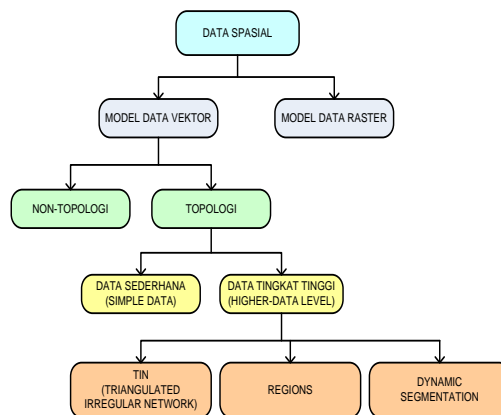 DATA SPASIAL
MODEL DATA VEKTOR
MODEL DATA RASTER
NON-TOPOLOGI
TOPOLOGI
DATA SEDERHANA
(SIMPLE DATA)
DATA TINGKAT TINGGI
(HIGHER-DATA LEVEL)
TIN
(TRIANGULATED
IRREGULAR NETWORK)
REGIONS
DYNAMIC
SEGMENTATION